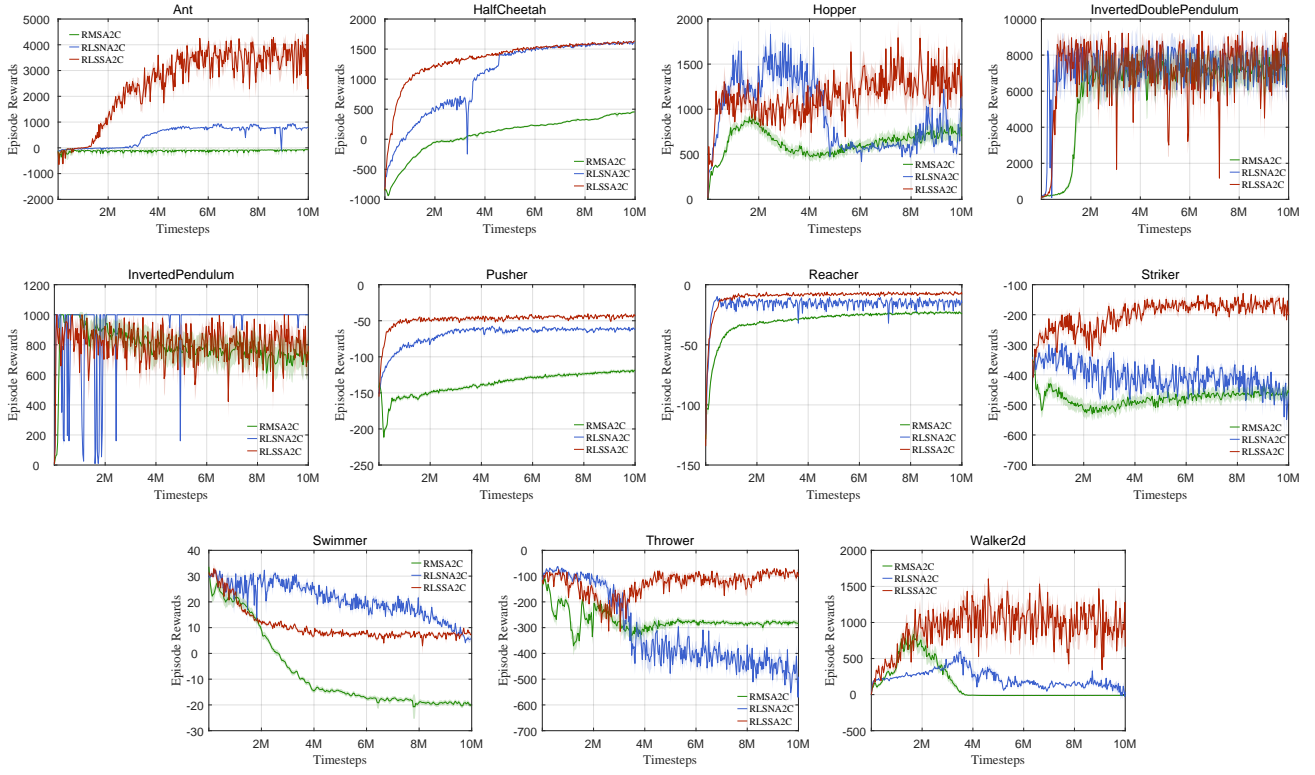 Ant
Episode Rewards
5000
4000
3000
2000
1000
0
-1000
-2000
RMSA2C
RLSNA2C
RLSSA2C
2M 4M 6M 8M 10M
Timesteps
HalfCheetah
Episode Rewards
2000
1500
1000
500
0
-500
-1000
RMSA2C
RLSNA2C
RLSSA2C
2M 4M 6M 8M 10M
Timesteps
Hopper
Episode Rewards
2000
1500
1000
500
0
RMSA2C
RLSNA2C
RLSSA2C
2M 4M 6M 8M 10M
Timesteps
InvertedDoublePendulum
Episode Rewards
10000
8000
6000
4000
2000
0
RMSA2C
RLSNA2C
RLSSA2C
2M 4M 6M 8M 10M
Timesteps
InvertedPendulum
Episode Rewards
1200
1000
800
600
400
200
0
RMSA2C
RLSNA2C
RLSSA2C
2M 4M 6M 8M 10M
Timesteps
Pusher
Episode Rewards
0
-50
-100
-150
-200
-250
RMSA2C
RLSNA2C
RLSSA2C
2M 4M 6M 8M 10M
Timesteps
Reacher
Episode Rewards
0
-50
-100
-150
RMSA2C
RLSNA2C
RLSSA2C
2M 4M 6M 8M 10M
Timesteps
Striker
Episode Rewards
-100
-200
-300
-400
-500
-600
-700
RMSA2C
RLSNA2C
RLSSA2C
2M 4M 6M 8M 10M
Timesteps
Swimmer
Episode Rewards
40
30
20
10
0
-10
-20
-30
RMSA2C
RLSNA2C
RLSSA2C
2M 4M 6M 8M 10M
Timesteps
Thrower
Episode Rewards
0
-100
-200
-300
-400
-500
-600
-700
RMSA2C
RLSNA2C
RLSSA2C
2M 4M 6M 8M 10M
Timesteps
Walker2d
Episode Rewards
2000
1500
1000
500
0
-500
RMSA2C
RLSNA2C
RLSSA2C
2M 4M 6M 8M 10M
Timesteps